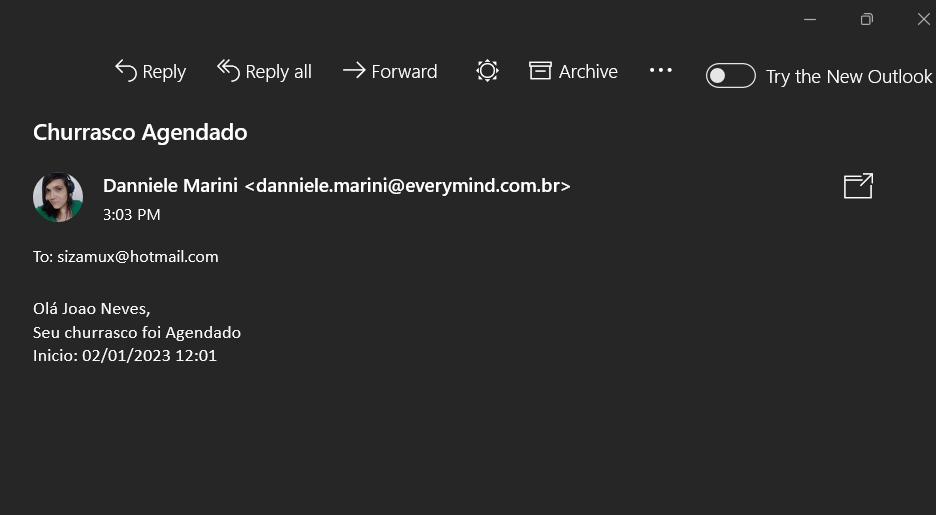 Reply
Reply all
Forward
Archive
Try the New Outlook
Churrasco Agendado
Danniele Marini <danniele.marini@everymind.com.br>
3:03 PM
To: sizamux@hotmail.com
Olá Joao Neves,
Seu churrasco foi Agendado
Inicio: 02/01/2023 12:01